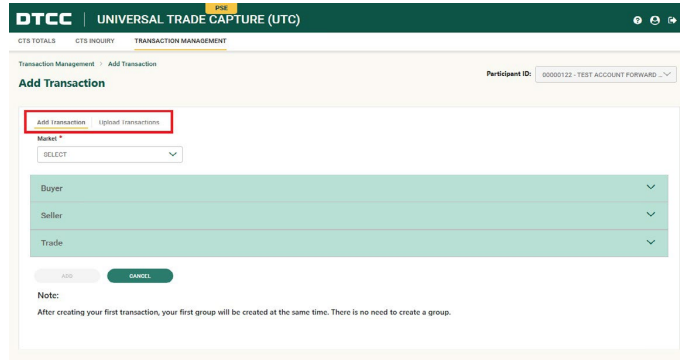 PSE
DTCC | UNIVERSAL TRADE CAPTURE (UTC)
CTS TOTALS CTS INQUIRY TRANSACTION MANAGEMENT
Transaction Management > Add Transaction
Add Transaction
Participant ID: 00000122 - TEST ACCOUNT FORWARD ...
Add Transaction Upload Transactions
Market *
SELECT
Buyer
Seller
Trade
ADD CANCEL
Note:
After creating your first transaction, your first group will be created at the same time. There is no need to create a group.